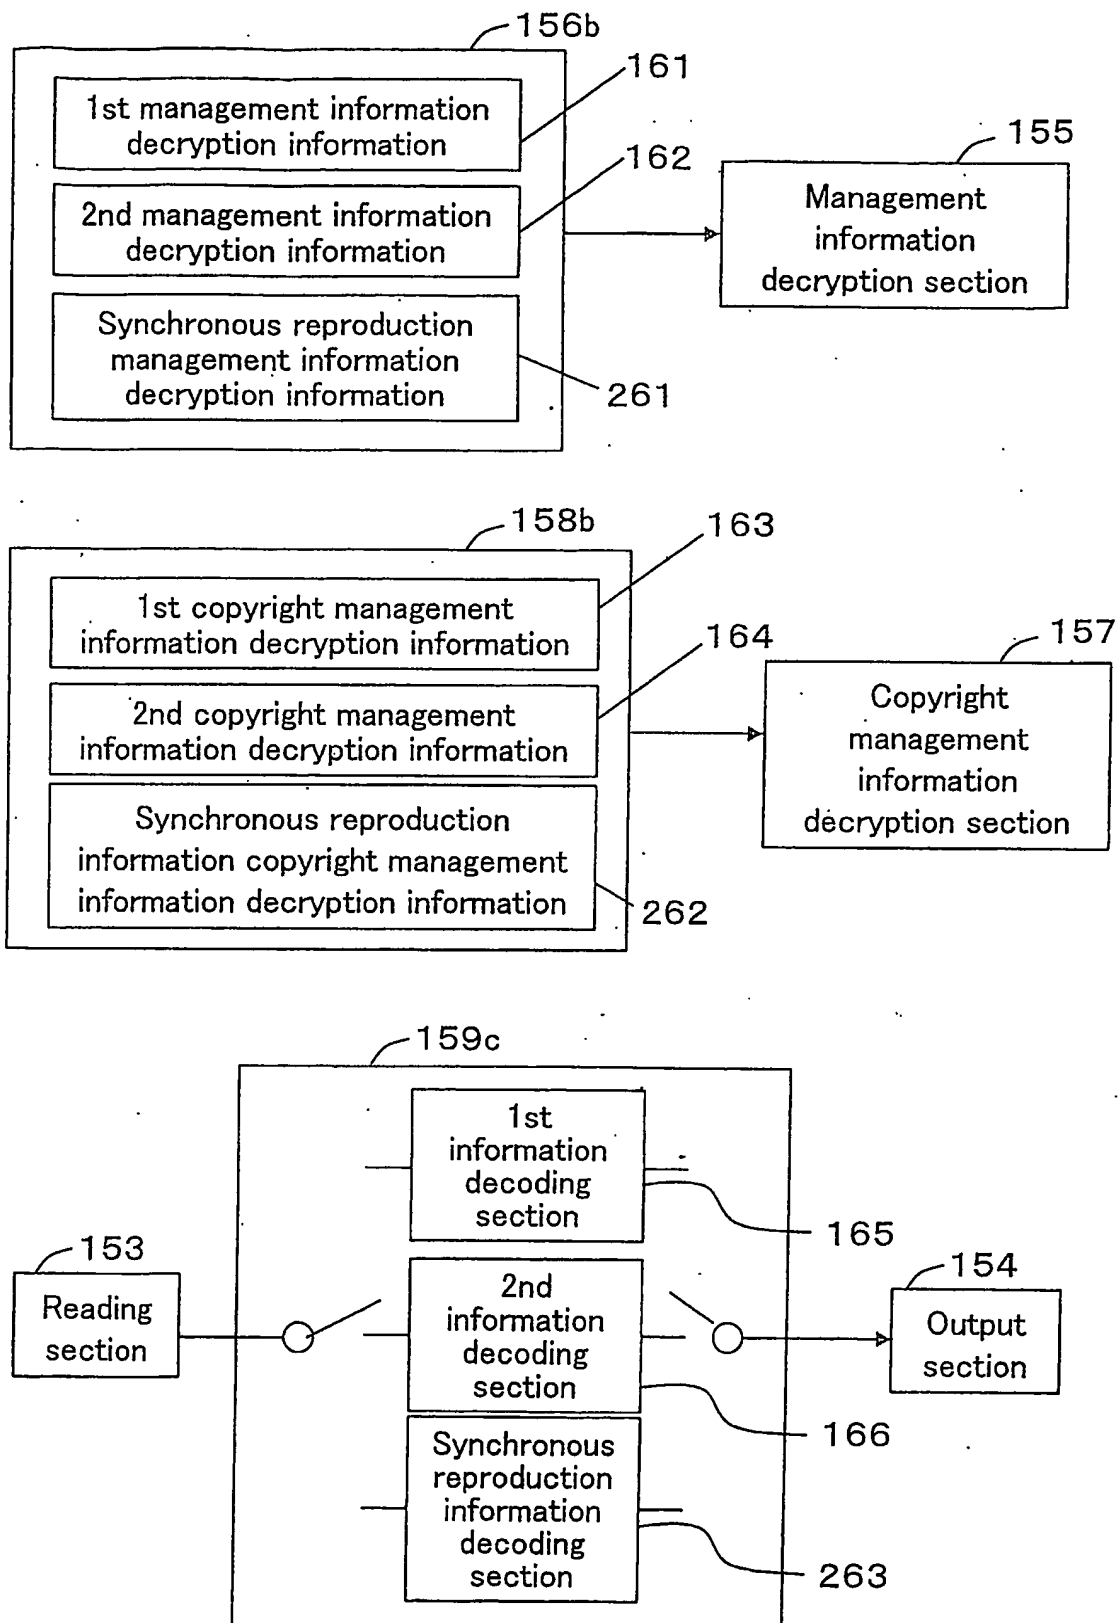 156b
1st management information
decryption information
161
2nd management information
decryption information
162
Synchronous reproduction
management information
decryption information
261
155
Management
information
decryption section
158b
1st copyright management
information decryption information
163
2nd copyright management
information decryption information
164
Synchronous reproduction
information copyright management
information decryption information
262
157
Copyright
management
information
decryption section
159c
1st
information
decoding
section
165
153
Reading
section
2nd
information
decoding
section
166
154
Output
section
Synchronous
reproduction
information
decoding
section
263